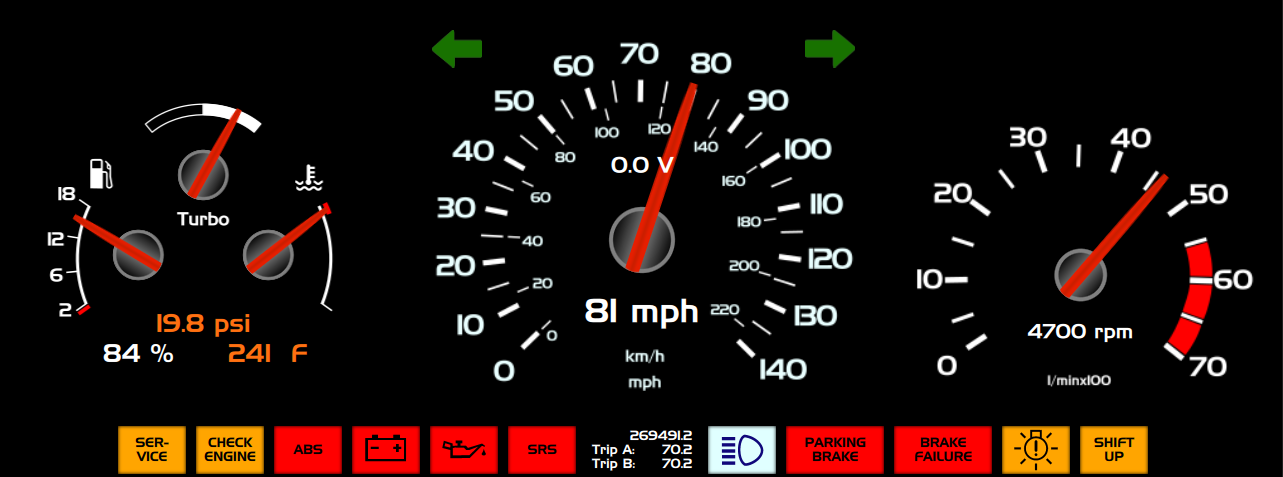 18
12
6
2
Turbo
19.8 psi
84 %
241 F
0
10
20
30
40
50
60
70
80
90
100
110
120
130
140
0
20
40
60
80
100
120
140
160
180
200
220
0.0 V
81 mph
km/h
mph
0
10
20
30
40
50
60
70
4700 rpm
1/minx100
SER-
VICE
CHECK
ENGINE
ABS
SRS
269491.2
Trip A: 70.2
Trip B: 70.2
PARKING
BRAKE
BRAKE
FAILURE
SHIFT
UP